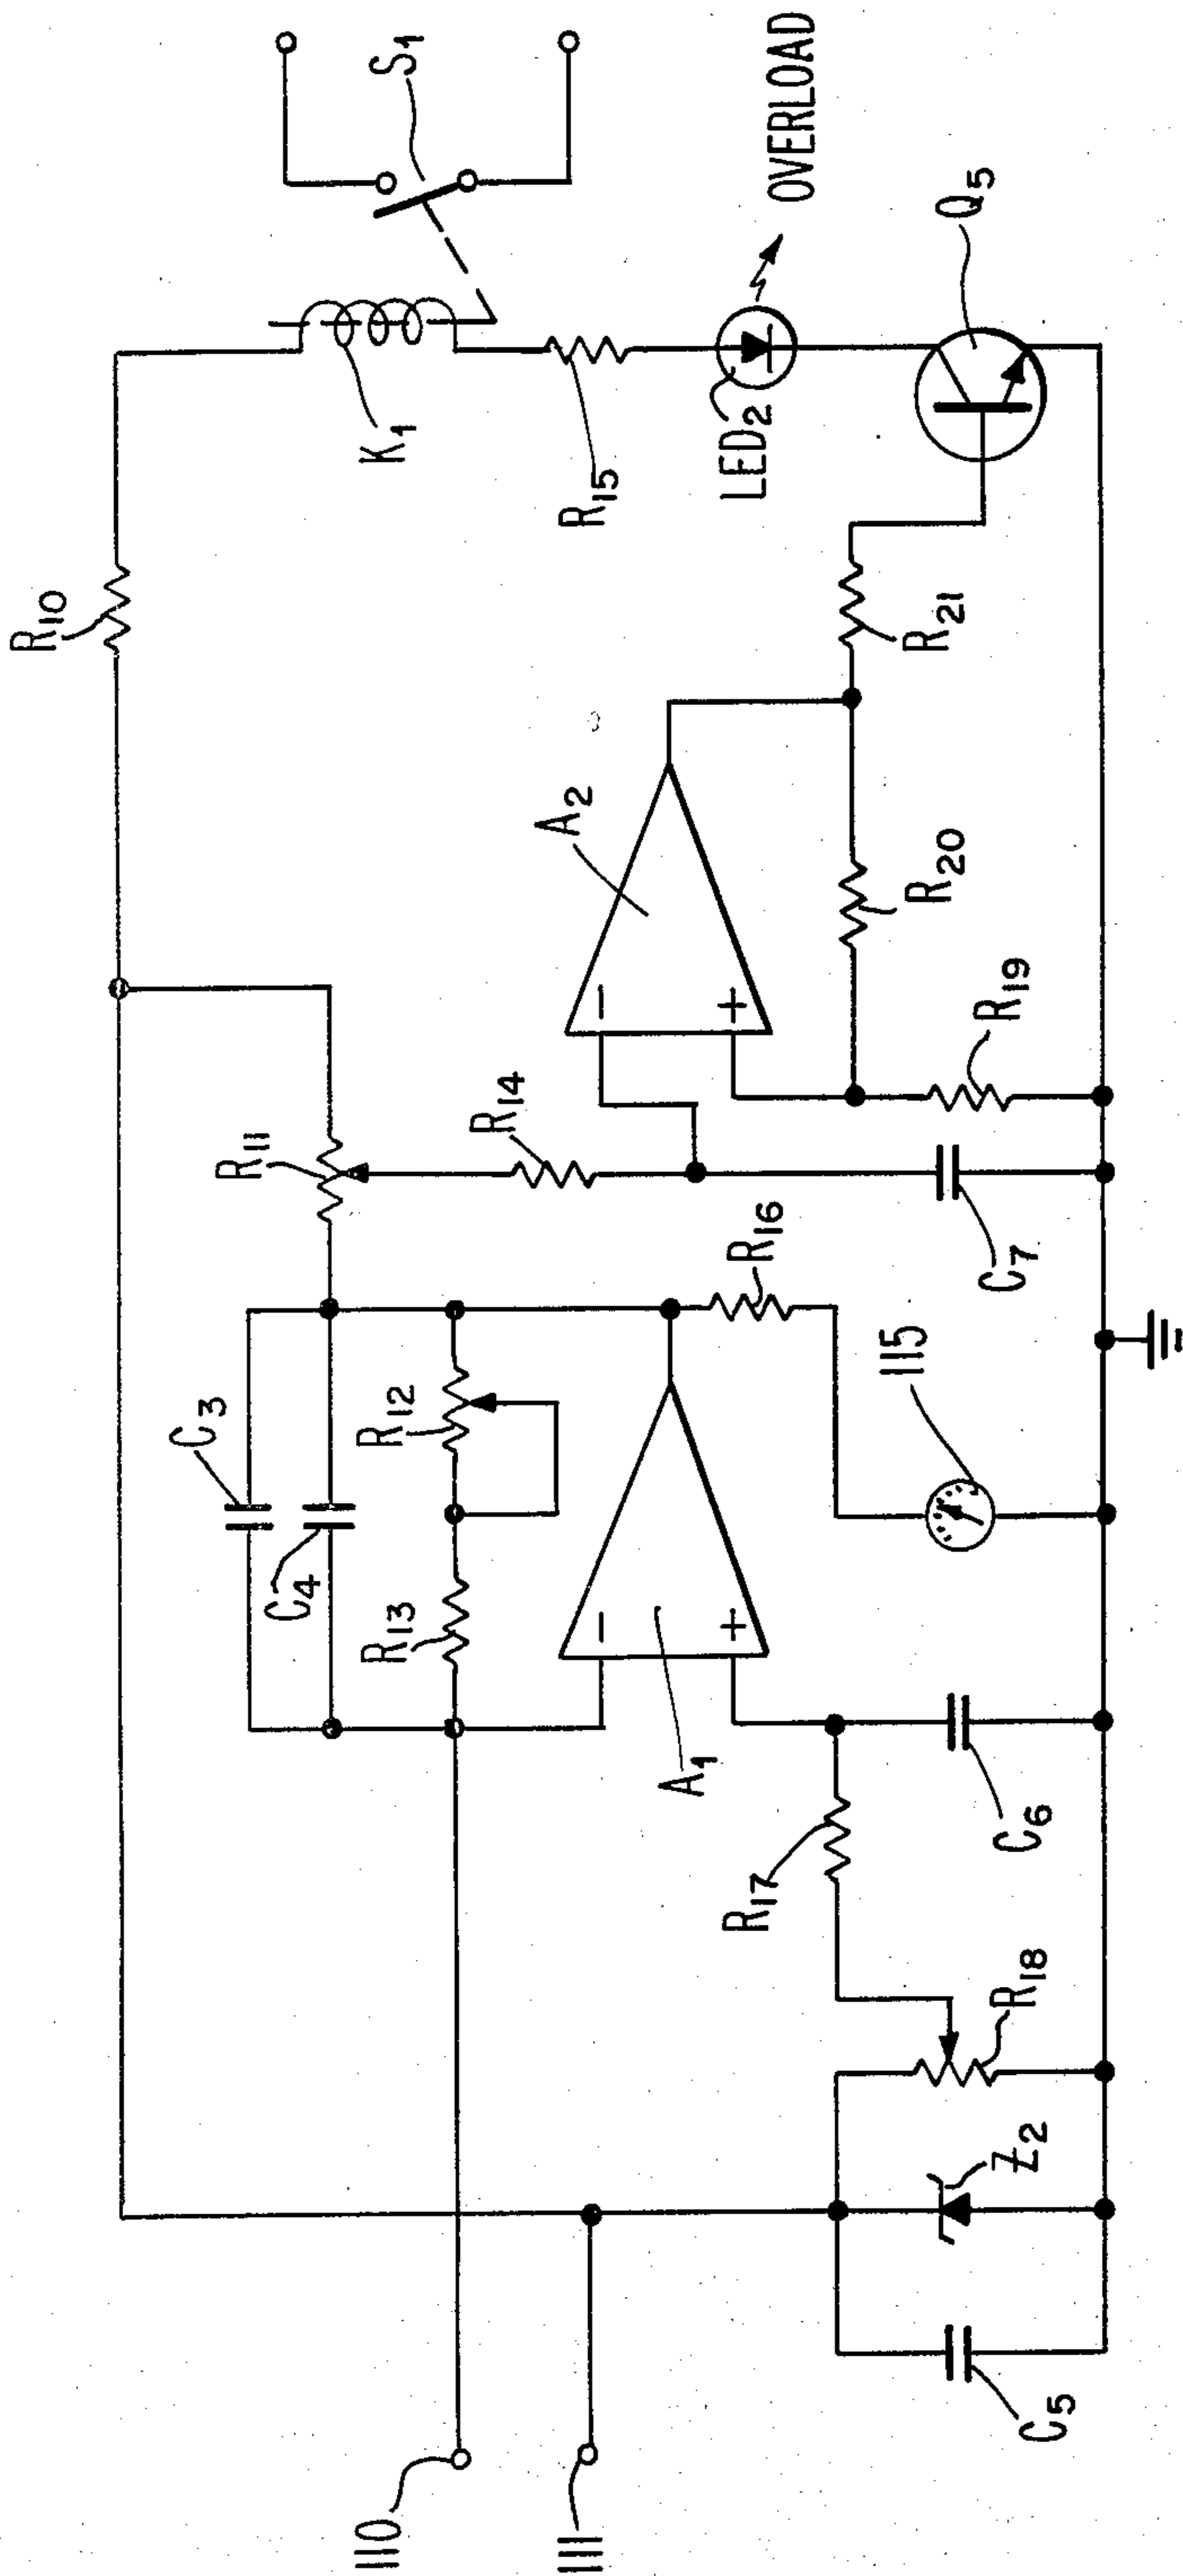 R10
C3
C4
R11
R12
R13
R14
R16
A1
A2
115
R17
R18
Z2
C5
C6
C7
R19
R20
R21
K1
S1
R15
LED2
OVERLOAD
Q5
110
111
−
+
−
+